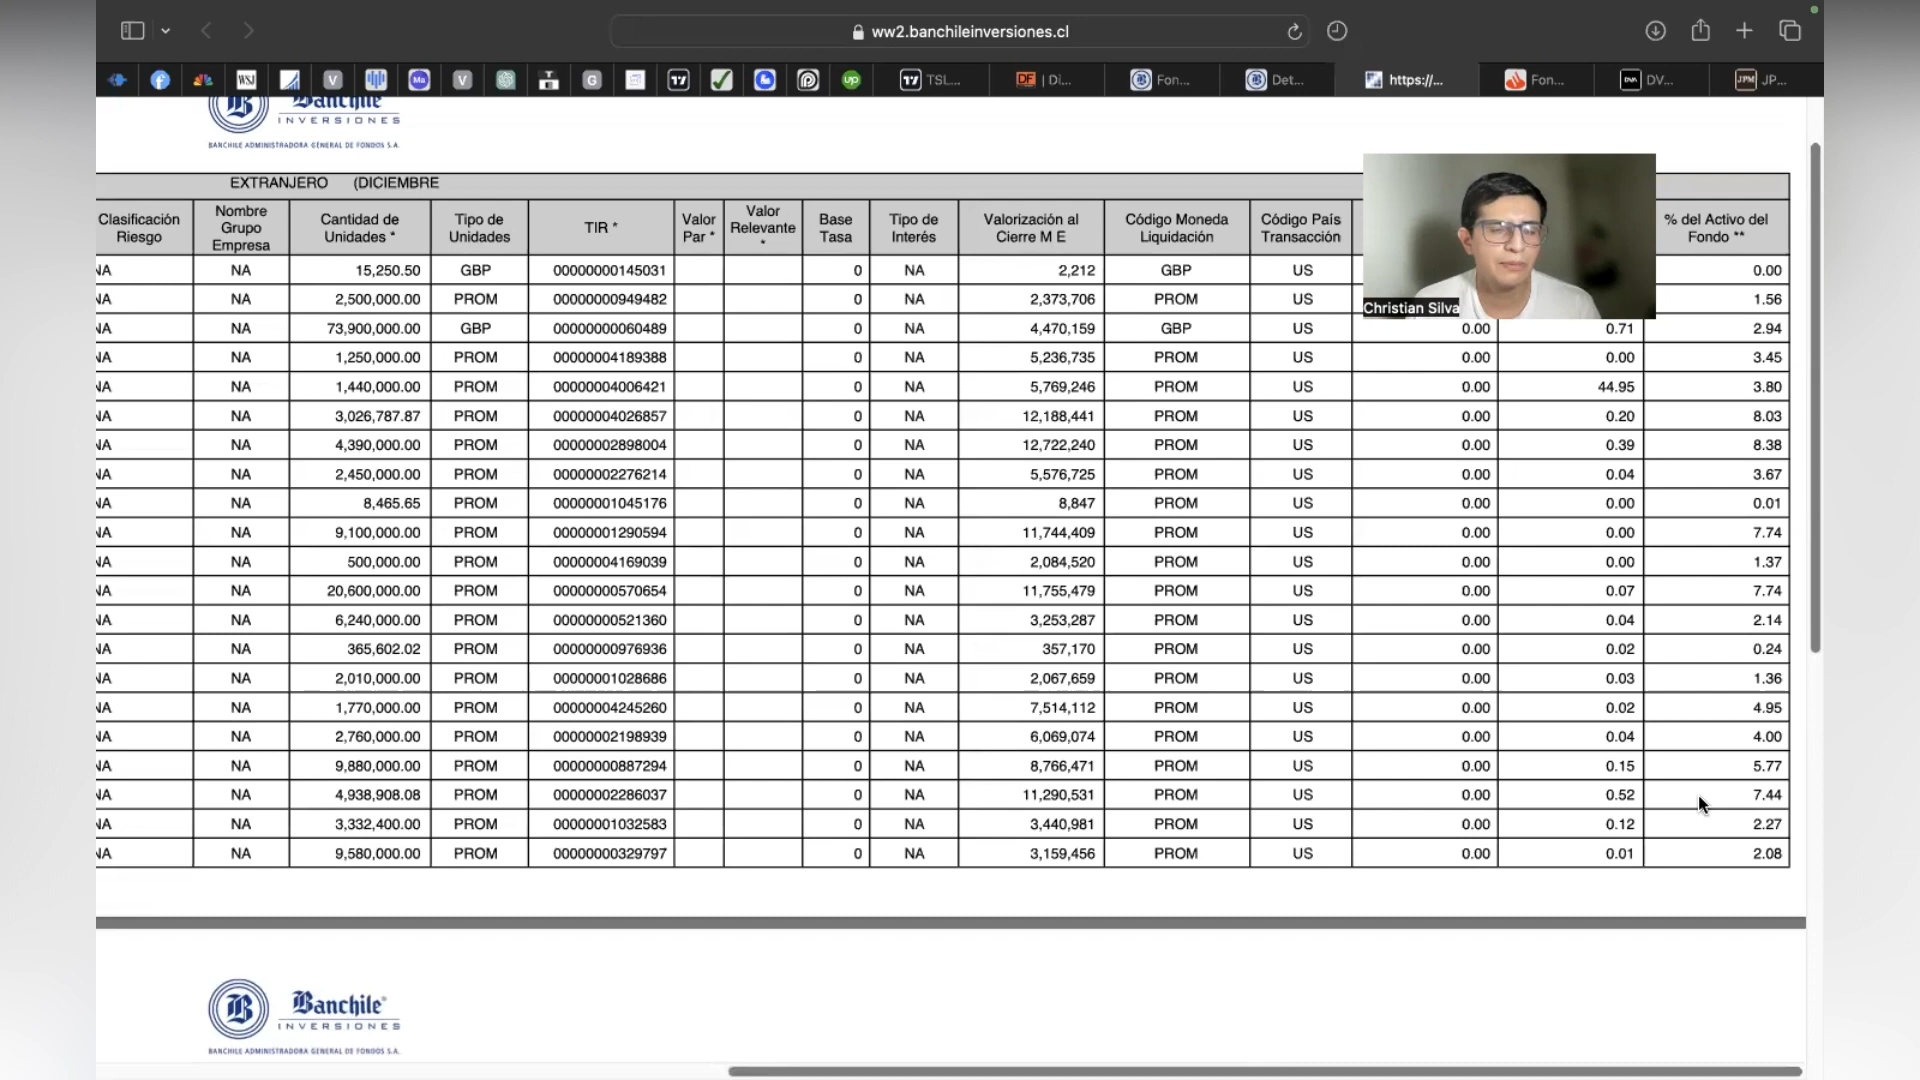 ww2.banchileinversiones.cl
WSJ
V
Ma
V
G
up
TSL...
DF | Di...
Fon...
Det...
https://...
Fon...
DVA DV...
JPM JP...
Banchile
INVERSIONES
BANCHILE ADMINISTRADORA GENERAL DE FONDOS S.A.
EXTRANJERO (DICIEMBRE
Clasificación Riesgo Nombre Grupo Empresa Cantidad de Unidades * Tipo de Unidades TIR * Valor Par * Valor Relevante * Base Tasa Tipo de Interés Valorización al Cierre M E Código Moneda Liquidación Código País Transacción % del Activo del Fondo **
NA NA 15,250.50 GBP 00000000145031 0 NA 2,212 GBP US 0.00
NA NA 2,500,000.00 PROM 00000000949482 0 NA 2,373,706 PROM US 1.56
NA NA 73,900,000.00 GBP 00000000060489 0 NA 4,470,159 GBP US 0.00 0.71 2.94
NA NA 1,250,000.00 PROM 00000004189388 0 NA 5,236,735 PROM US 0.00 0.00 3.45
NA NA 1,440,000.00 PROM 00000004006421 0 NA 5,769,246 PROM US 0.00 44.95 3.80
NA NA 3,026,787.87 PROM 00000004026857 0 NA 12,188,441 PROM US 0.00 0.20 8.03
NA NA 4,390,000.00 PROM 00000002898004 0 NA 12,722,240 PROM US 0.00 0.39 8.38
NA NA 2,450,000.00 PROM 00000002276214 0 NA 5,576,725 PROM US 0.00 0.04 3.67
NA NA 8,465.65 PROM 00000001045176 0 NA 8,847 PROM US 0.00 0.00 0.01
NA NA 9,100,000.00 PROM 00000001290594 0 NA 11,744,409 PROM US 0.00 0.00 7.74
NA NA 500,000.00 PROM 00000004169039 0 NA 2,084,520 PROM US 0.00 0.00 1.37
NA NA 20,600,000.00 PROM 00000000570654 0 NA 11,755,479 PROM US 0.00 0.07 7.74
NA NA 6,240,000.00 PROM 00000000521360 0 NA 3,253,287 PROM US 0.00 0.04 2.14
NA NA 365,602.02 PROM 00000000976936 0 NA 357,170 PROM US 0.00 0.02 0.24
NA NA 2,010,000.00 PROM 00000001028686 0 NA 2,067,659 PROM US 0.00 0.03 1.36
NA NA 1,770,000.00 PROM 00000004245260 0 NA 7,514,112 PROM US 0.00 0.02 4.95
NA NA 2,760,000.00 PROM 00000002198939 0 NA 6,069,074 PROM US 0.00 0.04 4.00
NA NA 9,880,000.00 PROM 00000000887294 0 NA 8,766,471 PROM US 0.00 0.15 5.77
NA NA 4,938,908.08 PROM 00000002286037 0 NA 11,290,531 PROM US 0.00 0.52 7.44
NA NA 3,332,400.00 PROM 00000001032583 0 NA 3,440,981 PROM US 0.00 0.12 2.27
NA NA 9,580,000.00 PROM 00000000329797 0 NA 3,159,456 PROM US 0.00 0.01 2.08
Christian Silva
Banchile
INVERSIONES
BANCHILE ADMINISTRADORA GENERAL DE FONDOS S.A.